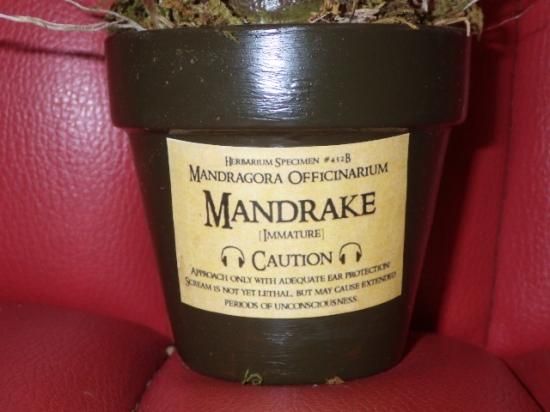 Herbarium Specimen #412B
Mandragora Officinarium
Mandrake
[Immature]
Caution
Approach only with adequate ear protection
Scream is not yet lethal, but may cause extended
periods of unconsciousness.